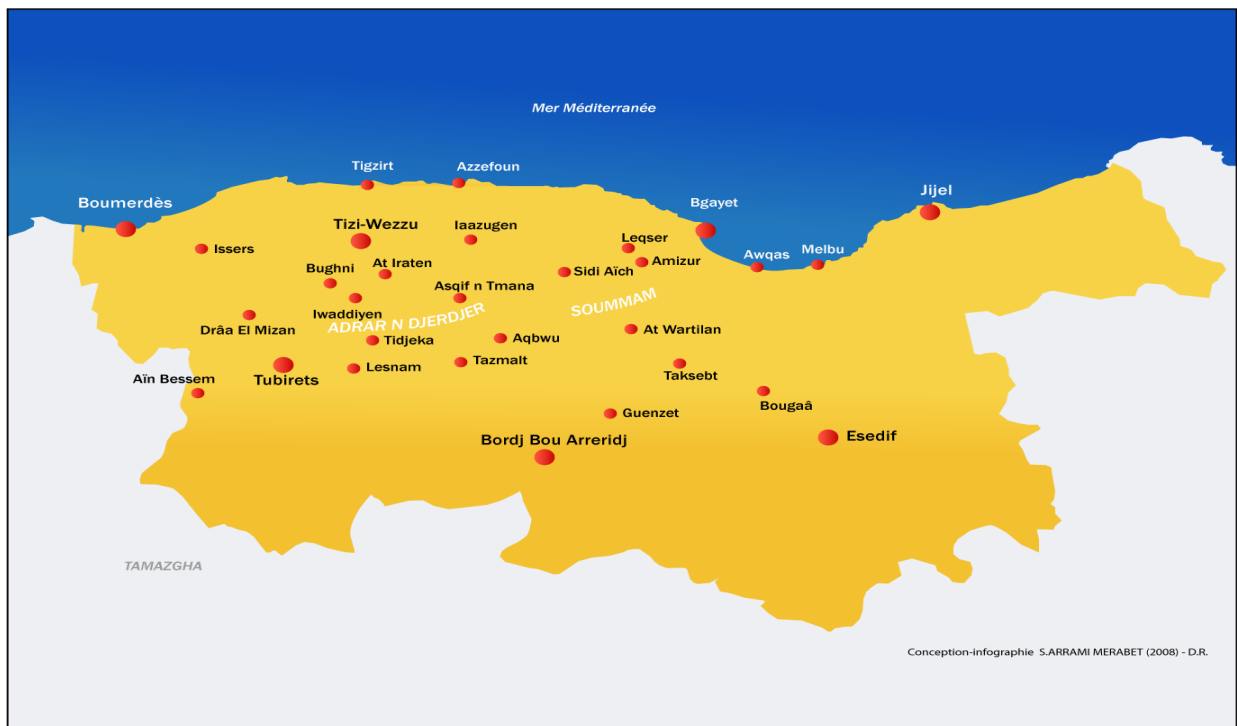 Mer Méditerranée
Tigzirt
Azzefoun
Boumerdès
Bgayet
Jijel
Tizi-Wezzu
Iaazugen
Issers
Leqser
Awqas
Melbu
At Iraten
Amizur
Bughni
Sidi Aïch
Asqif n Tmana
Iwaddiyen
SOUMMAM
ADRAR N DJERDJER
Drâa El Mizan
At Wartilan
Tidjeka
Aqbwu
Tazmalt
Lesnam
Taksebt
Aïn Bessem
Tubirets
Bougaâ
Guenzet
Bordj Bou Arreridj
Esedif
TAMAZGHA
Conception-infographie S.ARRAMI MERABET (2008) - D.R.